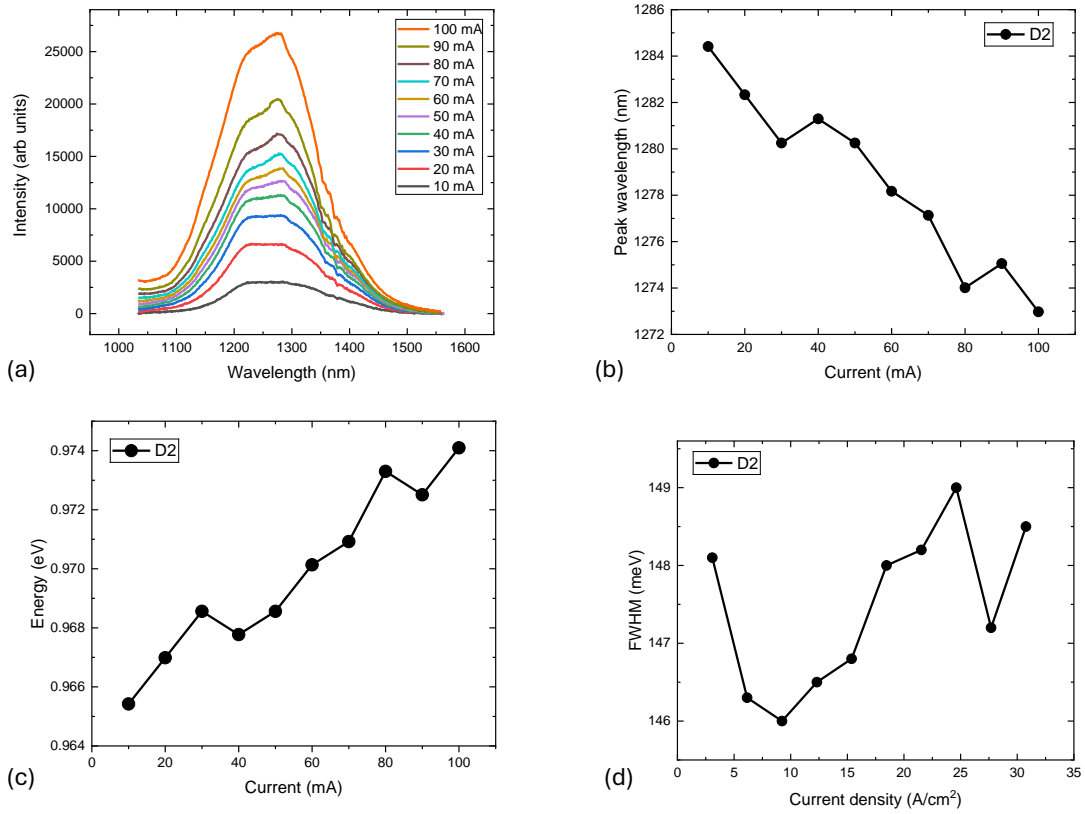 100 mA
90 mA
80 mA
70 mA
60 mA
50 mA
40 mA
30 mA
20 mA
10 mA
25000
20000
15000
10000
5000
0
Intensity (arb units)
1000 1100 1200 1300 1400 1500 1600
Wavelength (nm)
(a)
D2
1286
1284
1282
1280
1278
1276
1274
1272
Peak wavelength (nm)
0 20 40 60 80 100
Current (mA)
(b)
D2
0.974
0.972
0.970
0.968
0.966
0.964
Energy (eV)
0 20 40 60 80 100
Current (mA)
(c)
D2
149
148
147
146
FWHM (meV)
0 5 10 15 20 25 30 35
Current density (A/cm²)
(d)